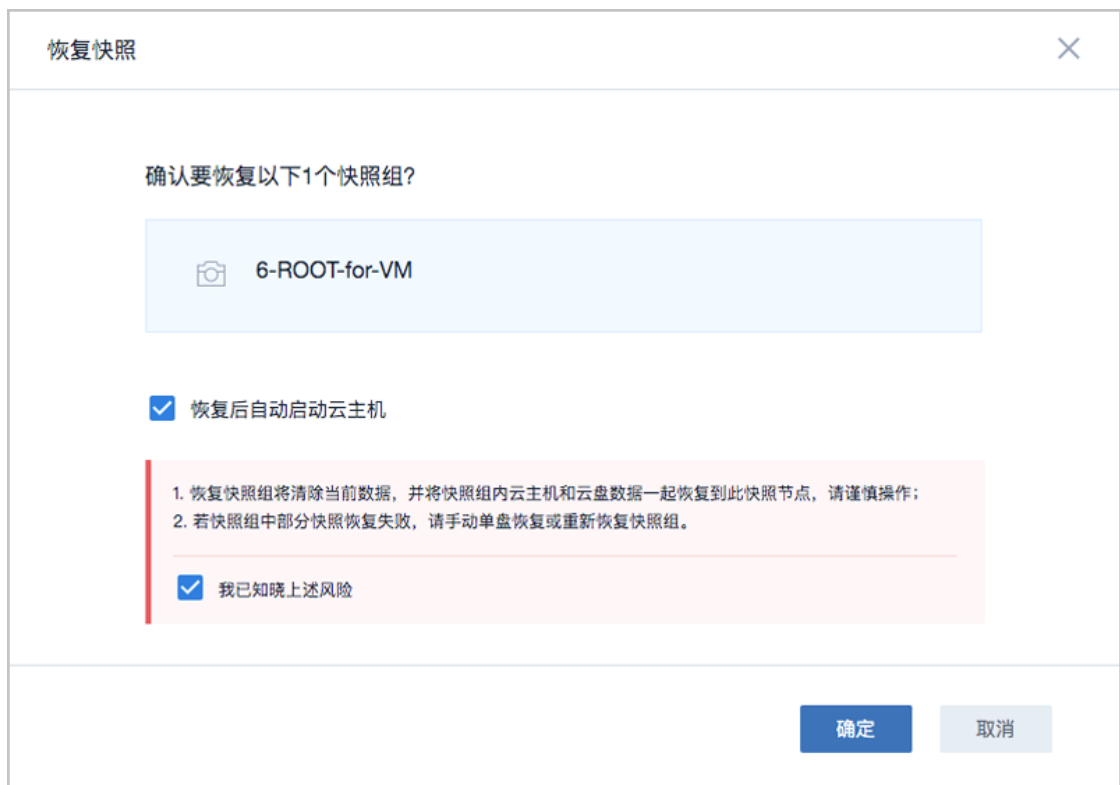 恢复快照
确认要恢复以下1个快照组?
6-ROOT-for-VM
恢复后自动启动云主机
1. 恢复快照组将清除当前数据，并将快照组内云主机和云盘数据一起恢复到此快照节点，请谨慎操作；
2. 若快照组中部分快照恢复失败，请手动单盘恢复或重新恢复快照组。
我已知晓上述风险
确定
取消